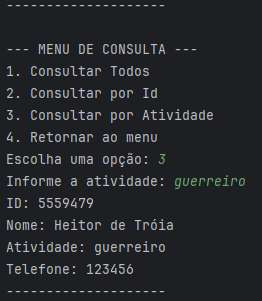 --------------------
--- MENU DE CONSULTA ---
1. Consultar Todos
2. Consultar por Id
3. Consultar por Atividade
4. Retornar ao menu
Escolha uma opção: 3
Informe a atividade: guerreiro
ID: 5559479
Nome: Heitor de Tróia
Atividade: guerreiro
Telefone: 123456
--------------------